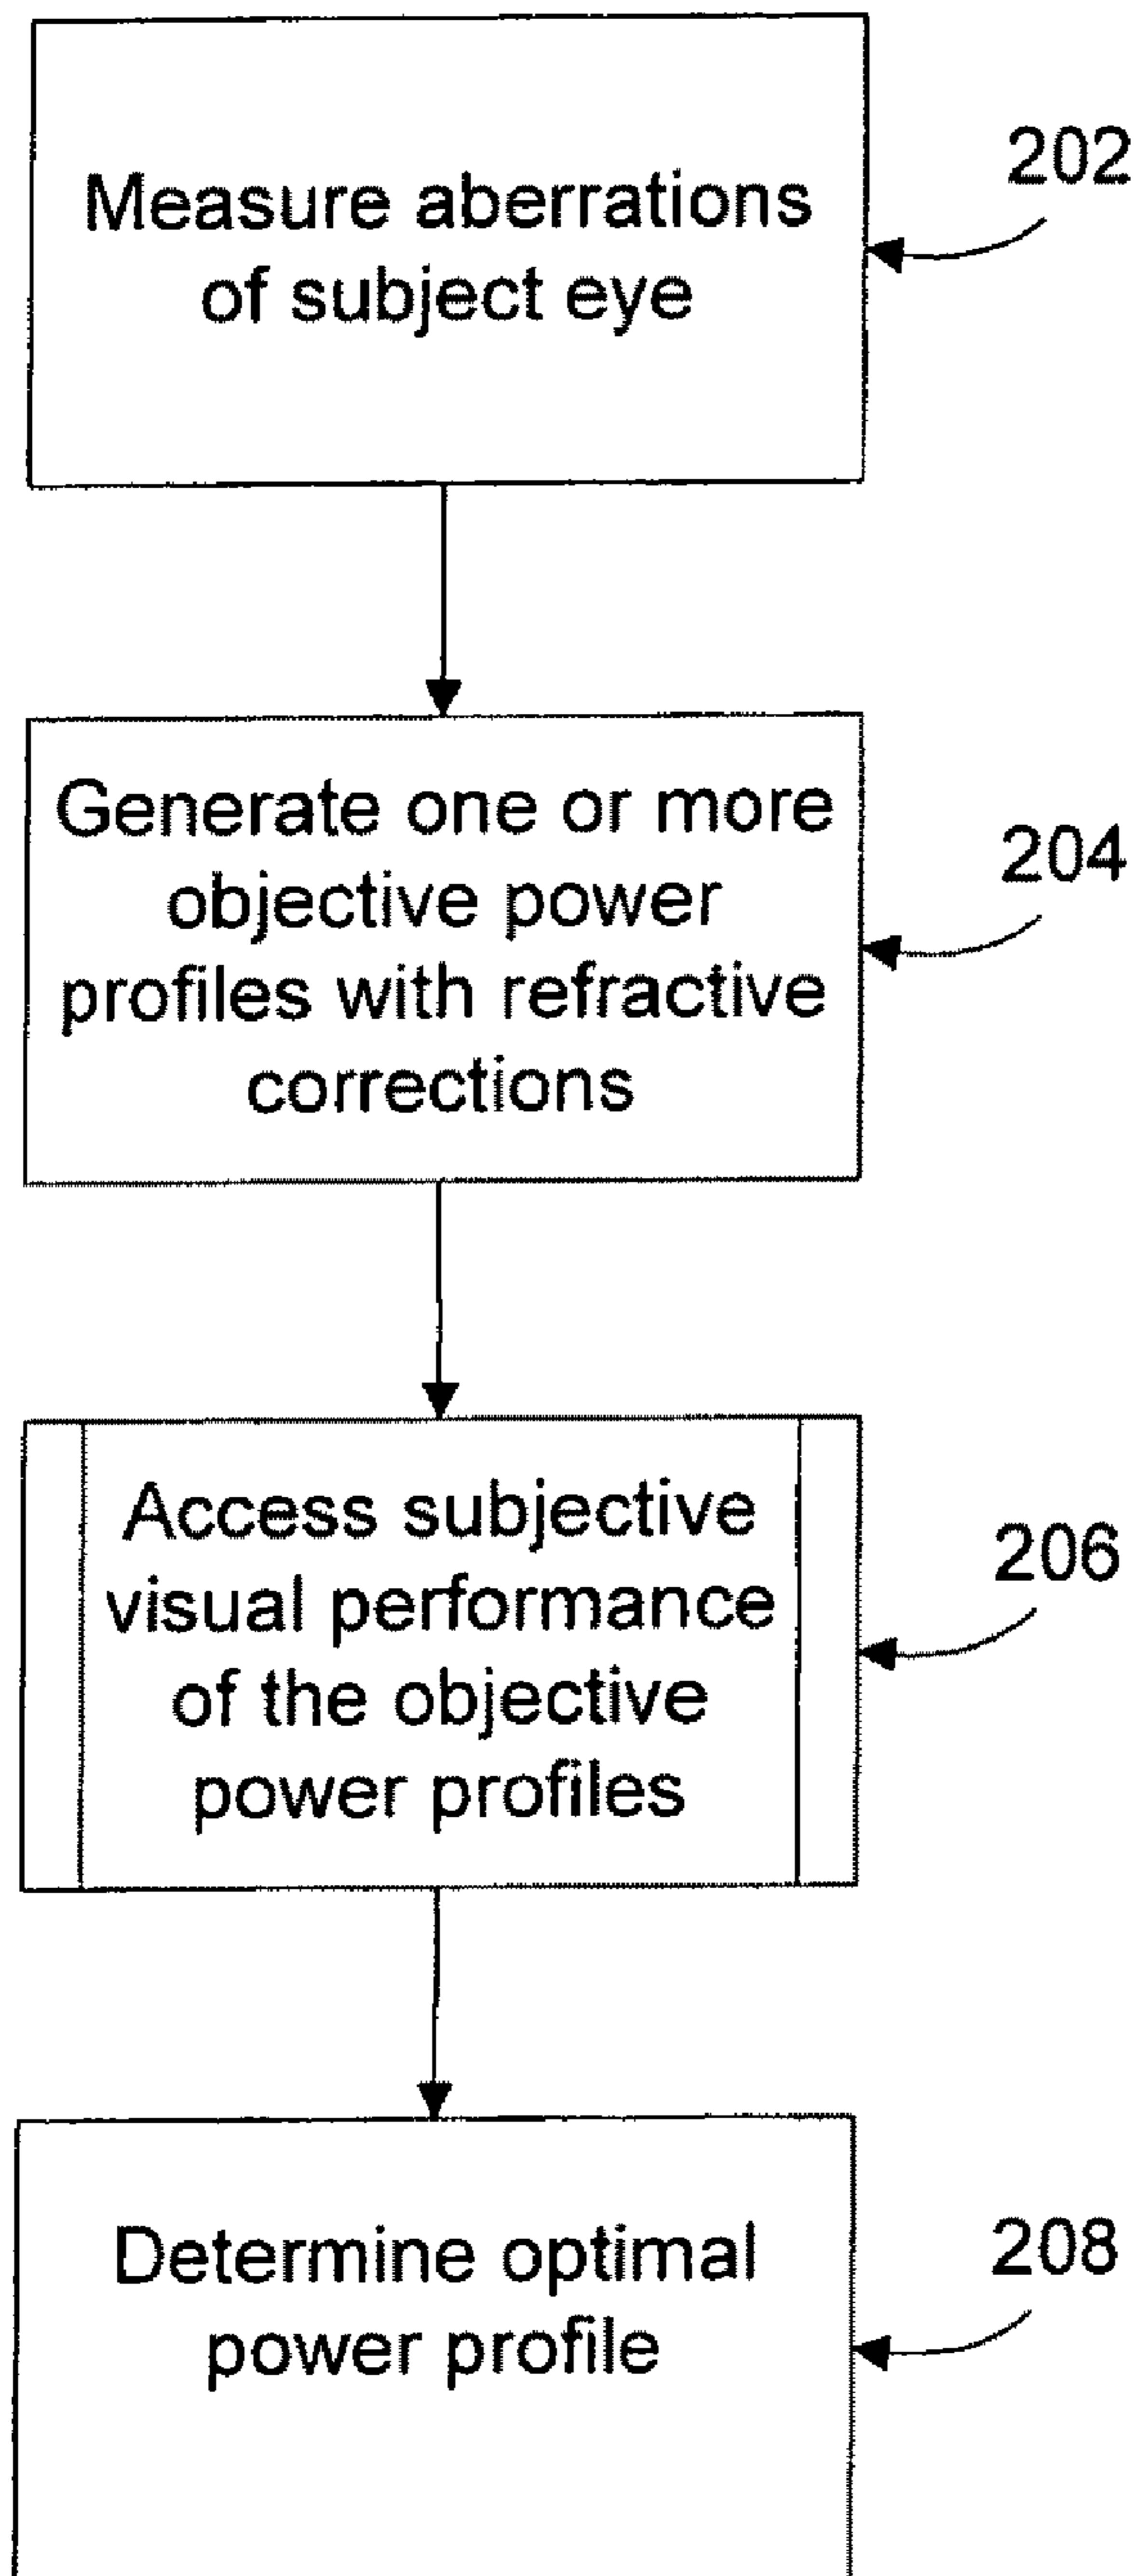 Measure aberrations
of subject eye
202
Generate one or more
objective power
profiles with refractive
corrections
204
Access subjective
visual performance
of the objective
power profiles
206
Determine optimal
power profile
208